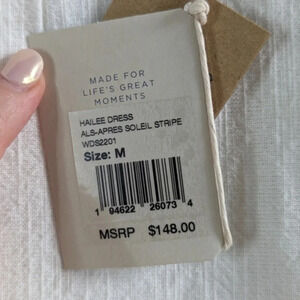 MADE FOR
LIFE'S GREAT
MOMENTS
HAILEE DRESS
ALS-APRES SOLEIL STRIPE
WDS2201
Size: M
1 94622 26073 4
MSRP $148.00